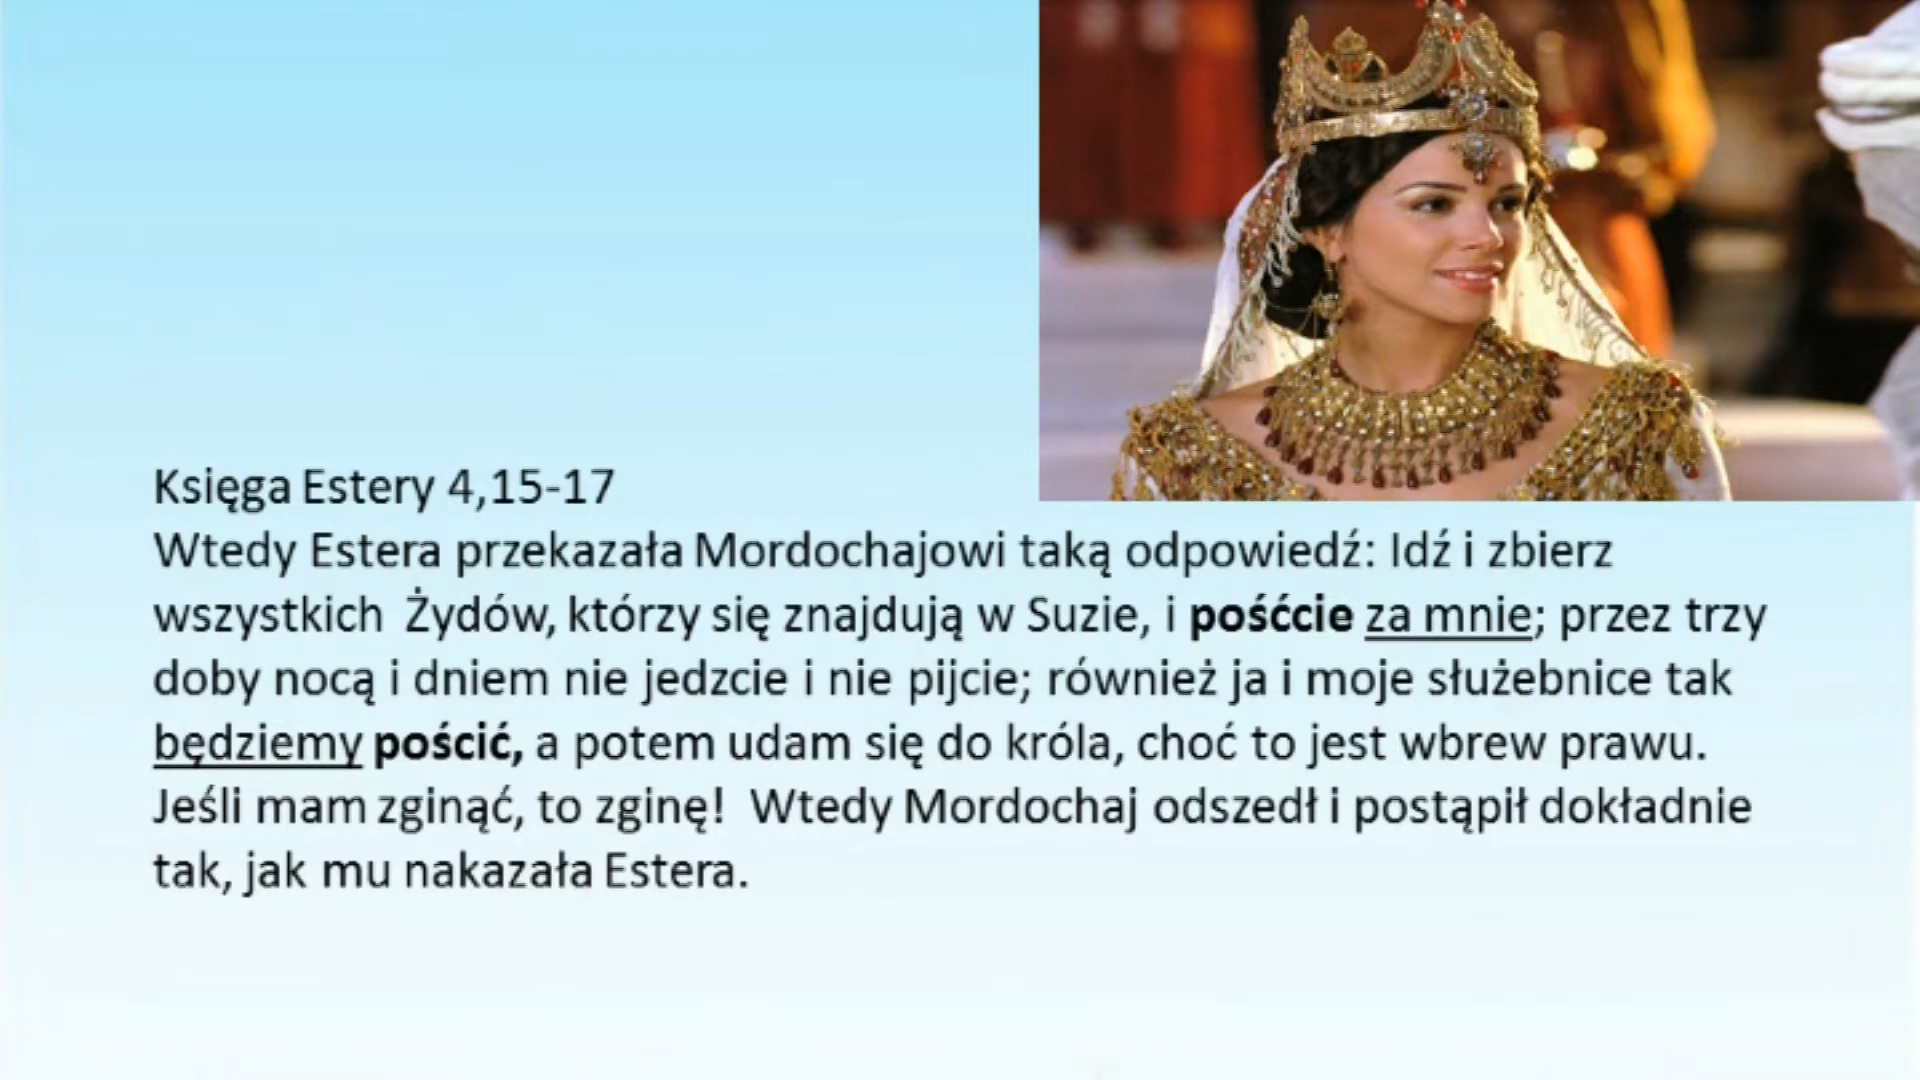 Księga Estery 4,15-17
Wtedy Estera przekazała Mordochajowi taką odpowiedź: Idź i zbierz
wszystkich Żydów, którzy się znajdują w Suzie, i pośćcie za mnie; przez trzy
doby nocą i dniem nie jedzcie i nie pijcie; również ja i moje służebnice tak
będziemy pościć, a potem udam się do króla, choć to jest wbrew prawu.
Jeśli mam zginąć, to zginę! Wtedy Mordochaj odszedł i postąpił dokładnie
tak, jak mu nakazała Estera.